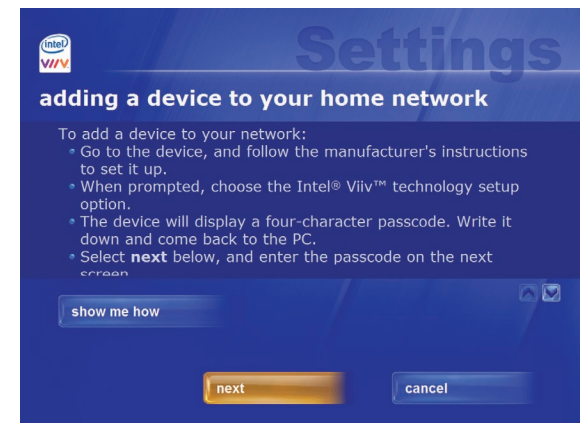 intel
VIIV
Settings
adding a device to your home network
To add a device to your network:
• Go to the device, and follow the manufacturer's instructions
to set it up.
• When prompted, choose the Intel® Viiv™ technology setup
option.
• The device will display a four-character passcode. Write it
down and come back to the PC.
• Select next below, and enter the passcode on the next
screen
show me how
next
cancel